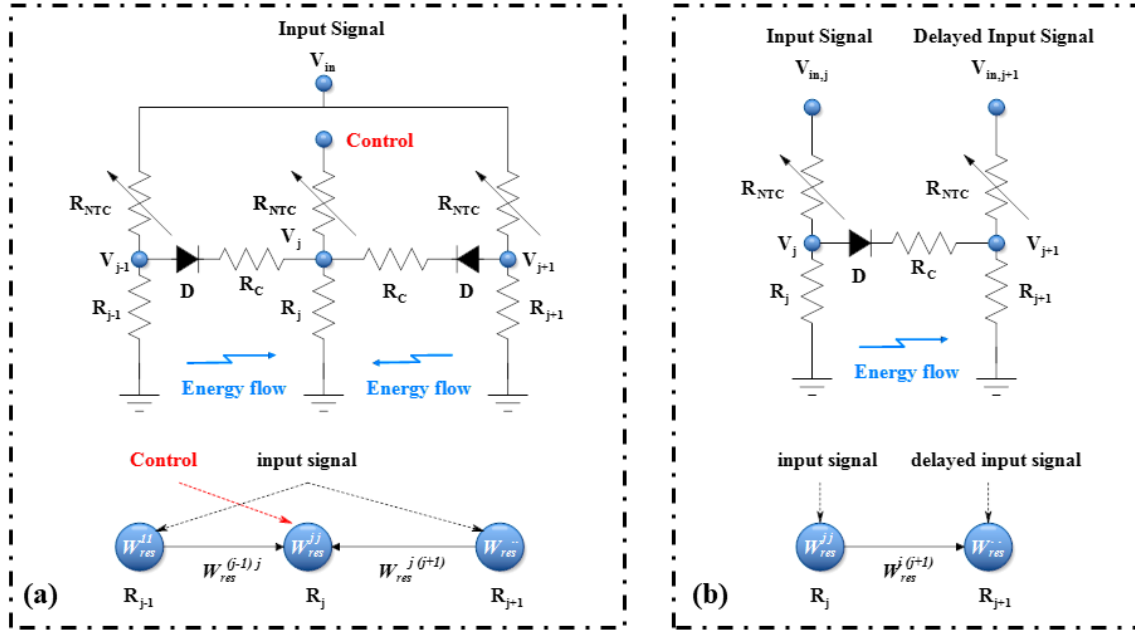 Input Signal
V_in
Control
R_NTC
R_NTC
R_NTC
V_j-1
V_j
V_j+1
D
R_C
R_C
D
R_j-1
R_j
R_j+1
Energy flow
Energy flow
Control
input signal
W_res^11
W_res^(j-1) j
W_res^j j
W_res^j (j+1)
W_res^..
(a)
R_j-1
R_j
R_j+1
Input Signal
Delayed Input Signal
V_in,j
V_in,j+1
R_NTC
R_NTC
V_j
V_j+1
D
R_C
R_j
R_j+1
Energy flow
input signal
delayed input signal
W_res^j j
W_res^j (j+1)
W_res^..
(b)
R_j
R_j+1